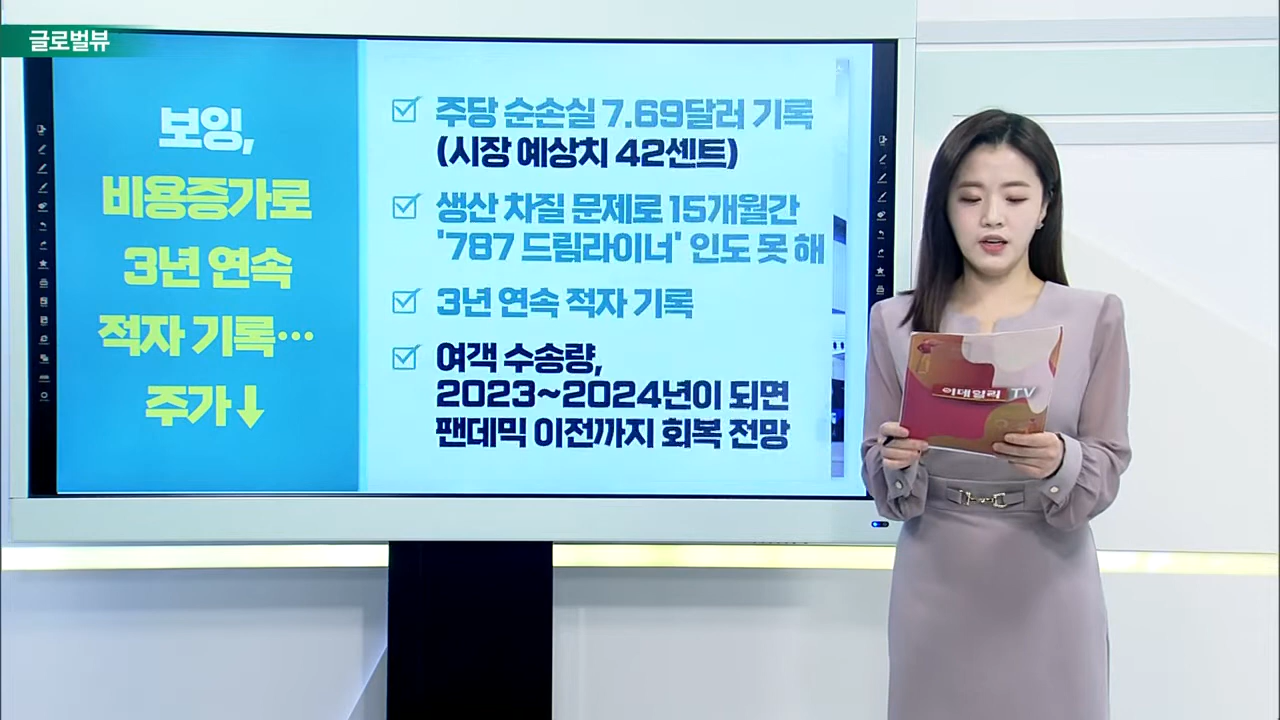 글로벌뷰
보잉,
비용증가로
3년 연속
적자 기록…
주가↓
주당 순손실 7.69달러 기록
(시장 예상치 42센트)
생산 차질 문제로 15개월간
'787 드림라이너' 인도 못 해
3년 연속 적자 기록
여객 수송량,
2023~2024년이 되면
팬데믹 이전까지 회복 전망
이데일리 TV